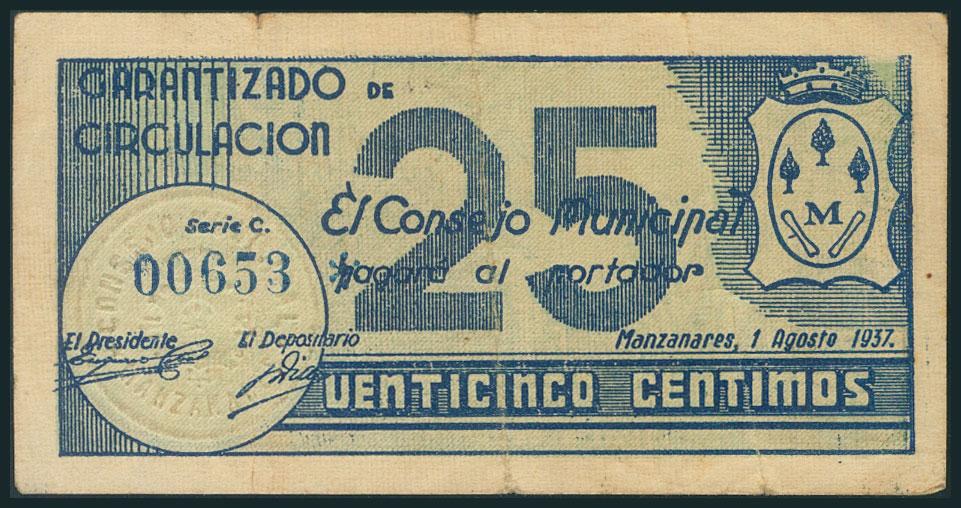 GARANTIZADO DE
CIRCULACION
25
El Consejo Municipal
pagará al portador
Serie C.
00653
El Presidente
El Depositario
Manzanares, 1 Agosto 1937.
VENTICINCO CENTIMOS
M